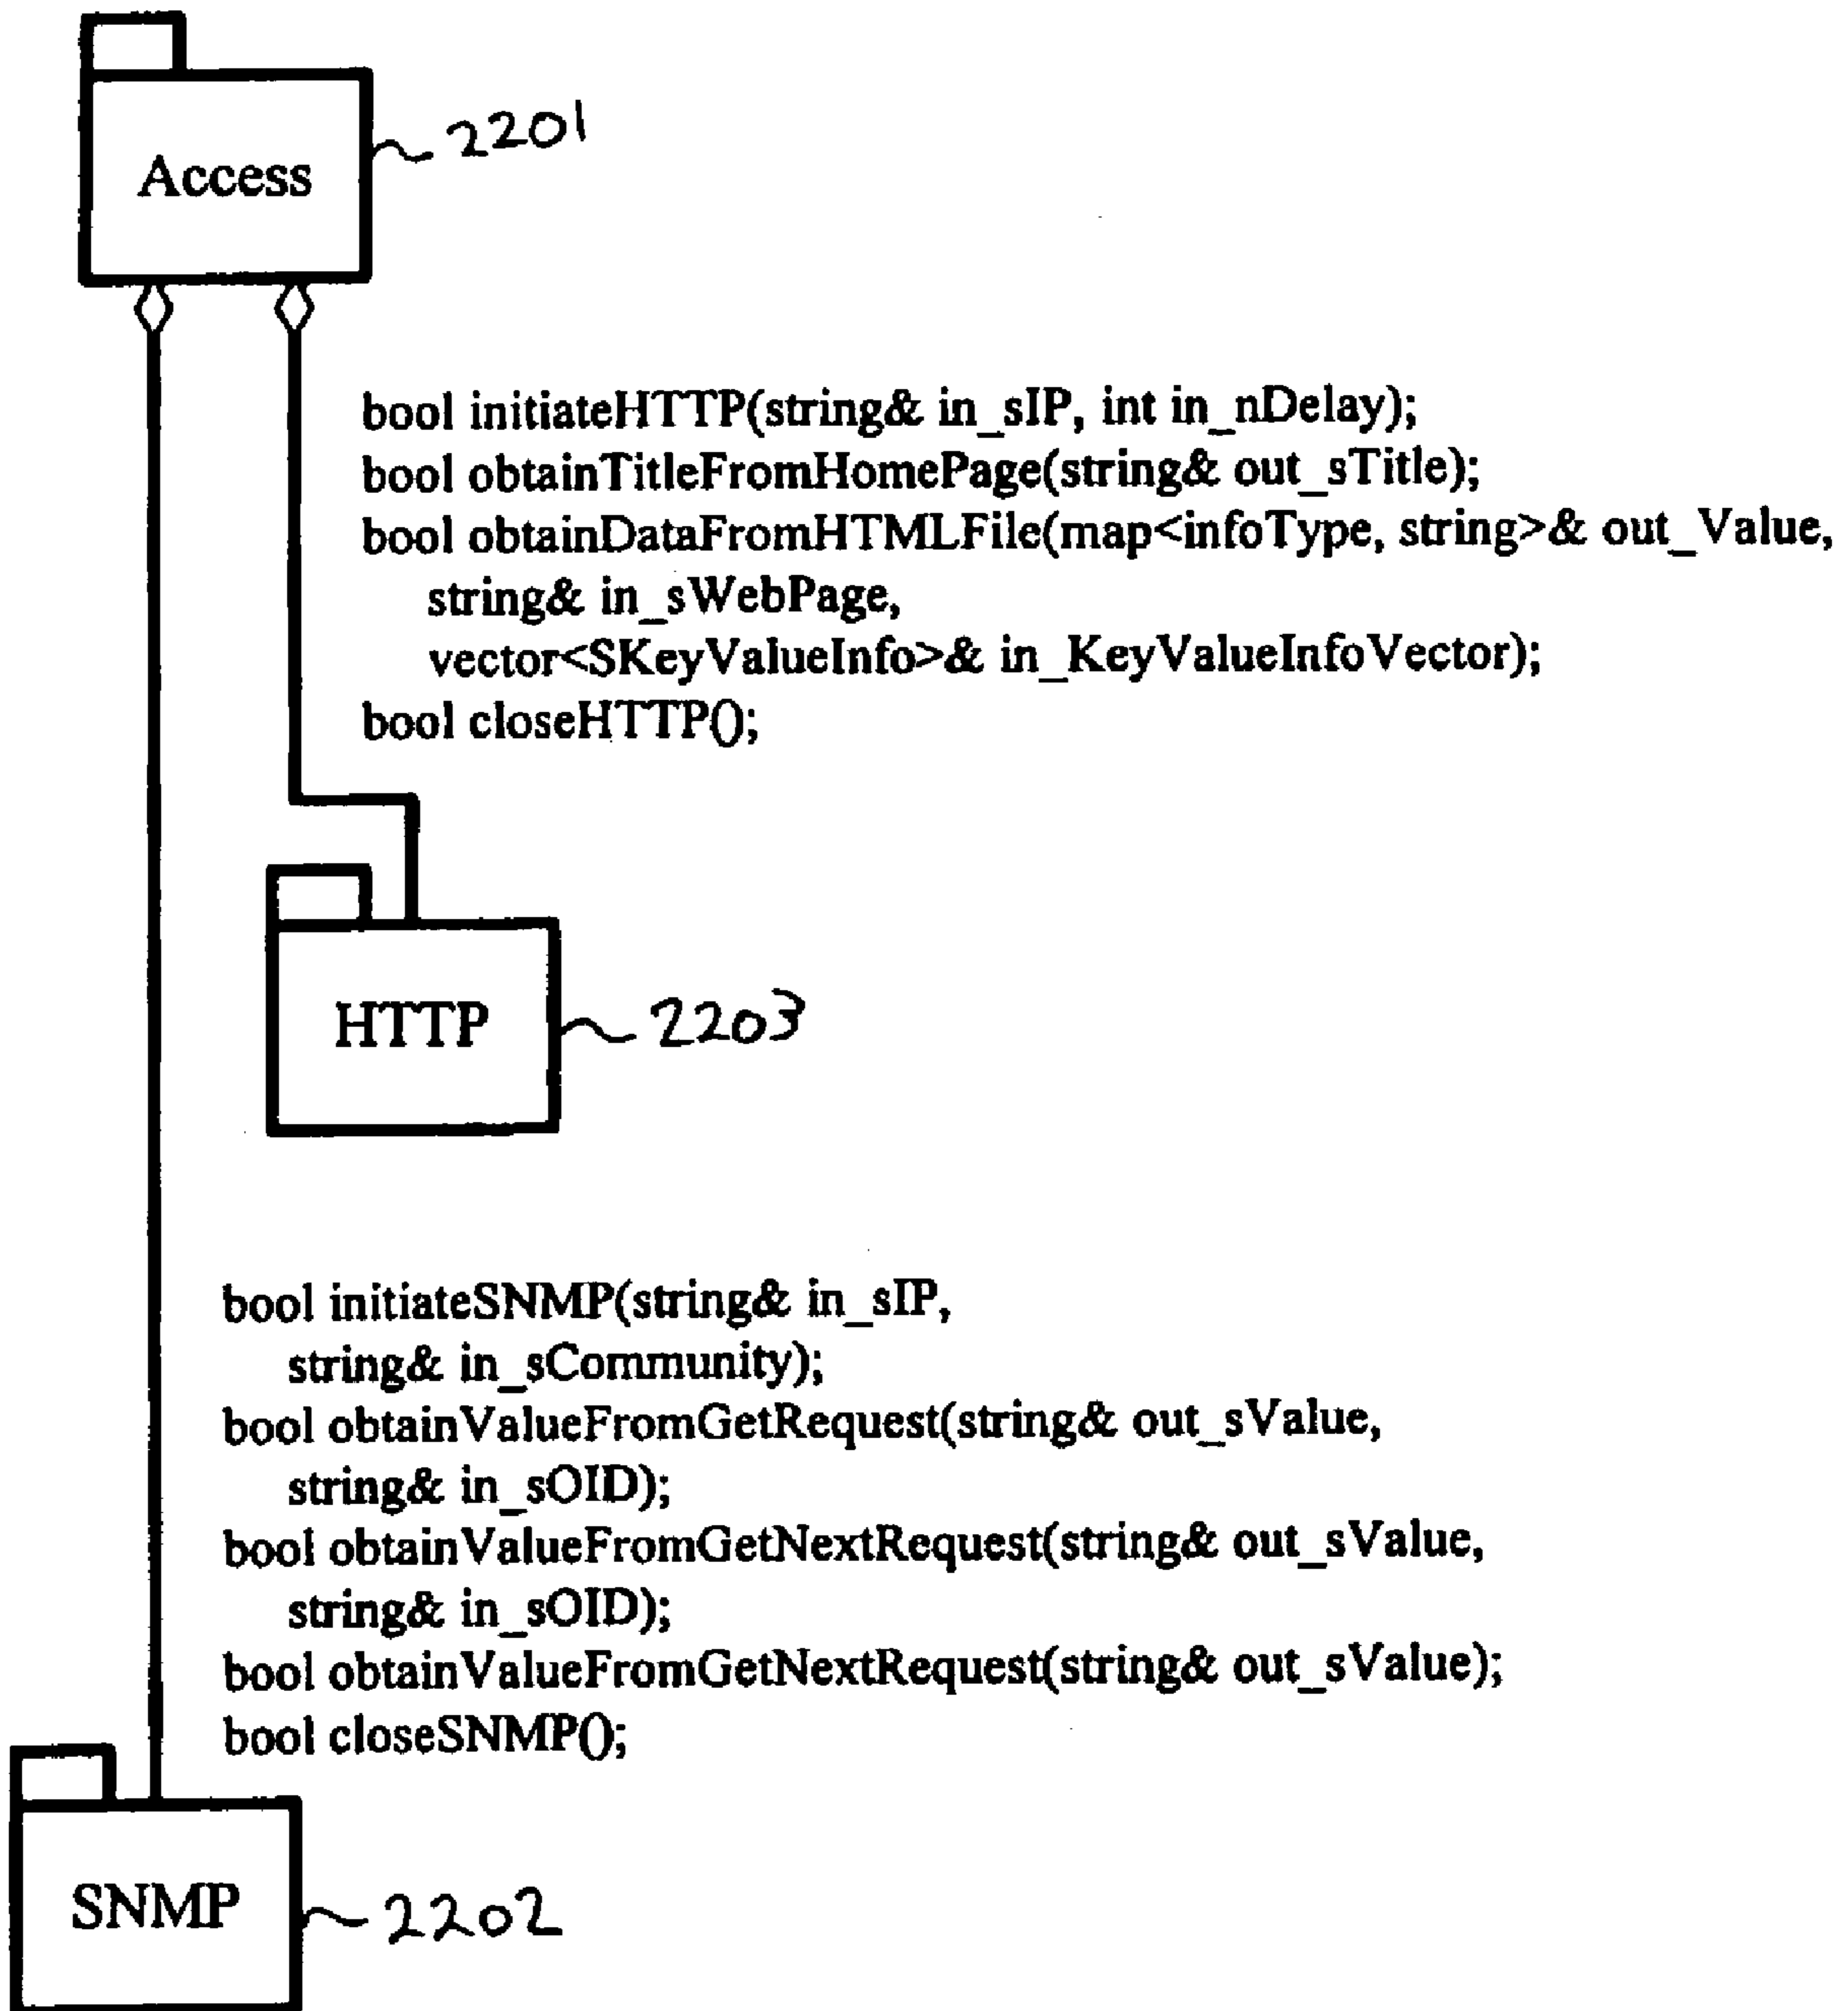 Access
2201
bool initiateHTTP(string& in_sIP, int in_nDelay);
bool obtainTitleFromHomePage(string& out_sTitle);
bool obtainDataFromHTMLFile(map<infoType, string>& out_Value,
string& in_sWebPage,
vector<SKeyValueInfo>& in_KeyValueInfoVector);
bool closeHTTP();
HTTP
2203
bool initiateSNMP(string& in_sIP,
string& in_sCommunity);
bool obtainValueFromGetRequest(string& out_sValue,
string& in_sOID);
bool obtainValueFromGetNextRequest(string& out_sValue,
string& in_sOID);
bool obtainValueFromGetNextRequest(string& out_sValue);
bool closeSNMP();
SNMP
2202